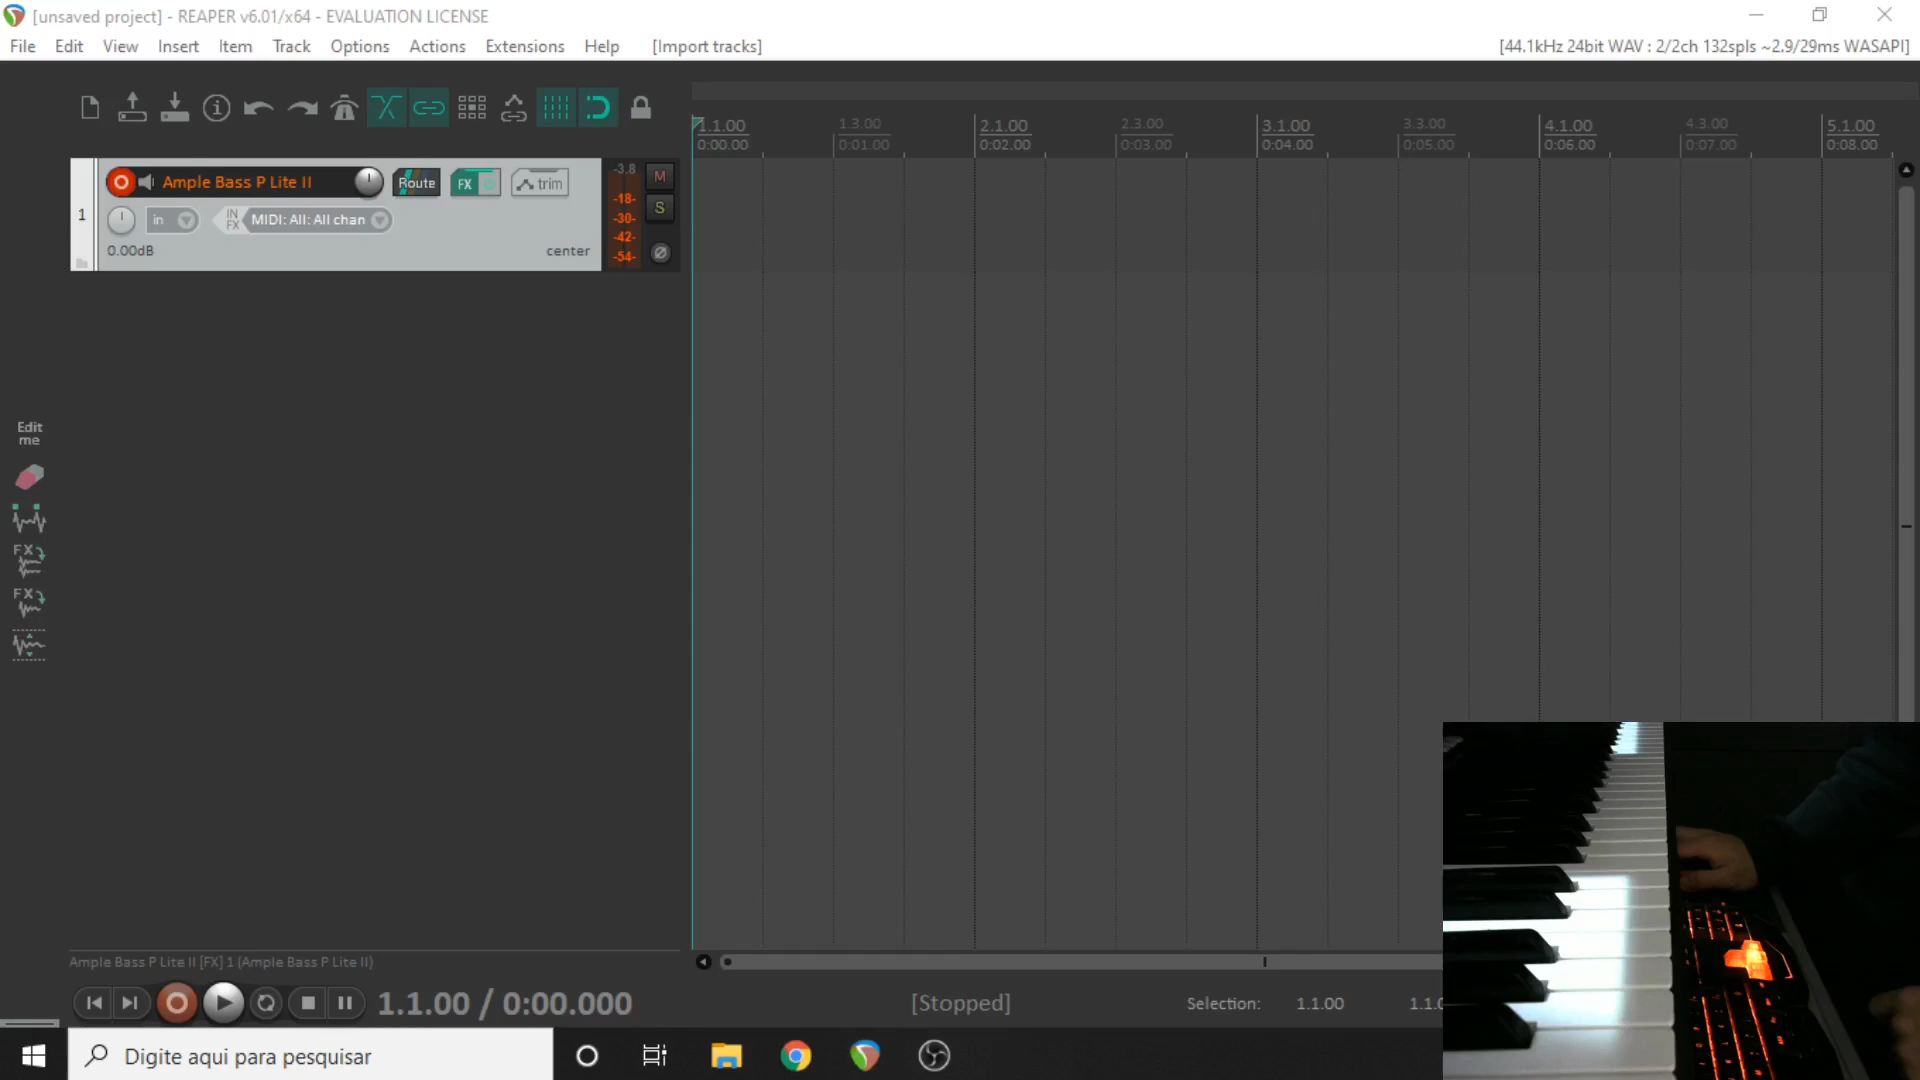 [unsaved project] - REAPER v6.01/x64 - EVALUATION LICENSE
File Edit View Insert Item Track Options Actions Extensions Help [Import tracks]
[44.1kHz 24bit WAV : 2/2ch 132spls ~2.9/29ms WASAPI]
1.1.00 1.3.00 2.1.00 2.3.00 3.1.00 3.3.00 4.1.00 4.3.00 5.1.00
0:00.00 0:01.00 0:02.00 0:03.00 0:04.00 0:05.00 0:06.00 0:07.00 0:08.00
1
Ample Bass P Lite II
Route
FX
trim
-3.8
M
-18-
-30-
-42-
-54-
S
in
IN
FX
MIDI: All: All chan
0.00dB
center
Edit
me
FX
FX
Ample Bass P Lite II [FX] 1 (Ample Bass P Lite II)
1.1.00 / 0:00.000
[Stopped]
Selection:
1.1.00
Digite aqui para pesquisar